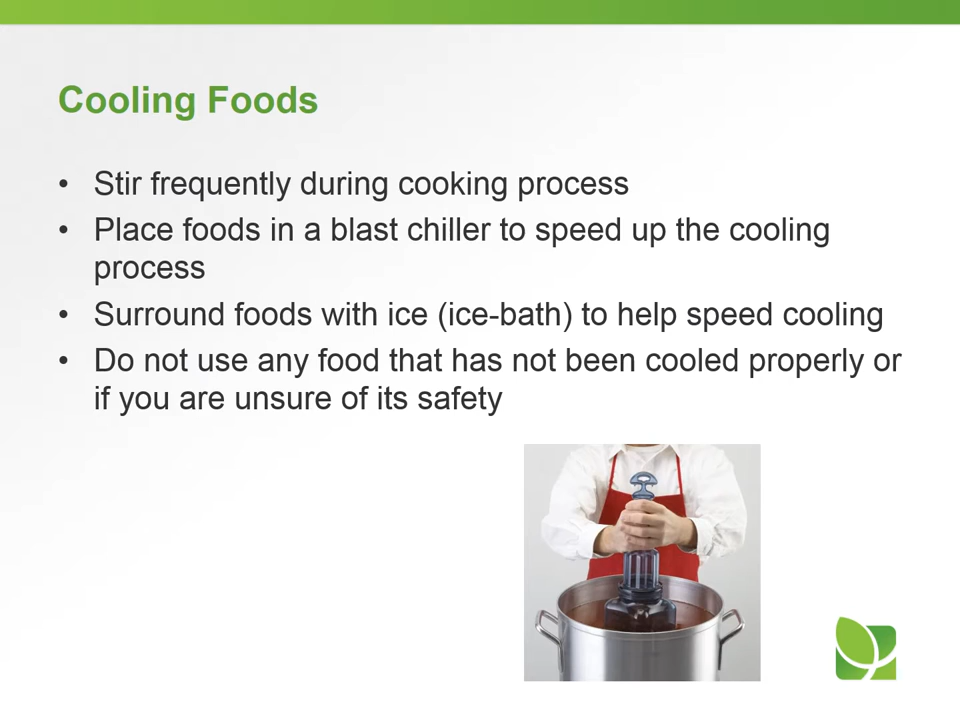 Cooling Foods
• Stir frequently during cooking process
• Place foods in a blast chiller to speed up the cooling
process
• Surround foods with ice (ice-bath) to help speed cooling
• Do not use any food that has not been cooled properly or
if you are unsure of its safety